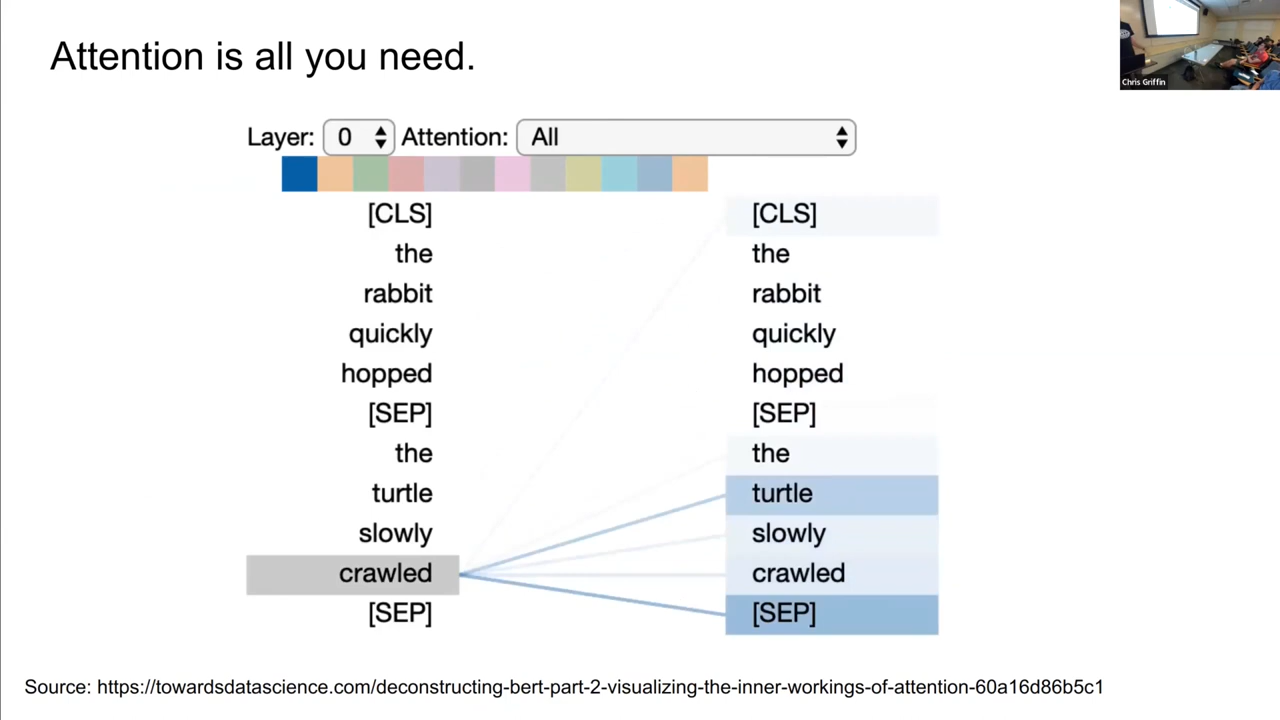 Attention is all you need.
Chris Griffin
Layer: 0 Attention: All
[CLS] [CLS]
the the
rabbit rabbit
quickly quickly
hopped hopped
[SEP] [SEP]
the the
turtle turtle
slowly slowly
crawled crawled
[SEP] [SEP]
Source: https://towardsdatascience.com/deconstructing-bert-part-2-visualizing-the-inner-workings-of-attention-60a16d86b5c1